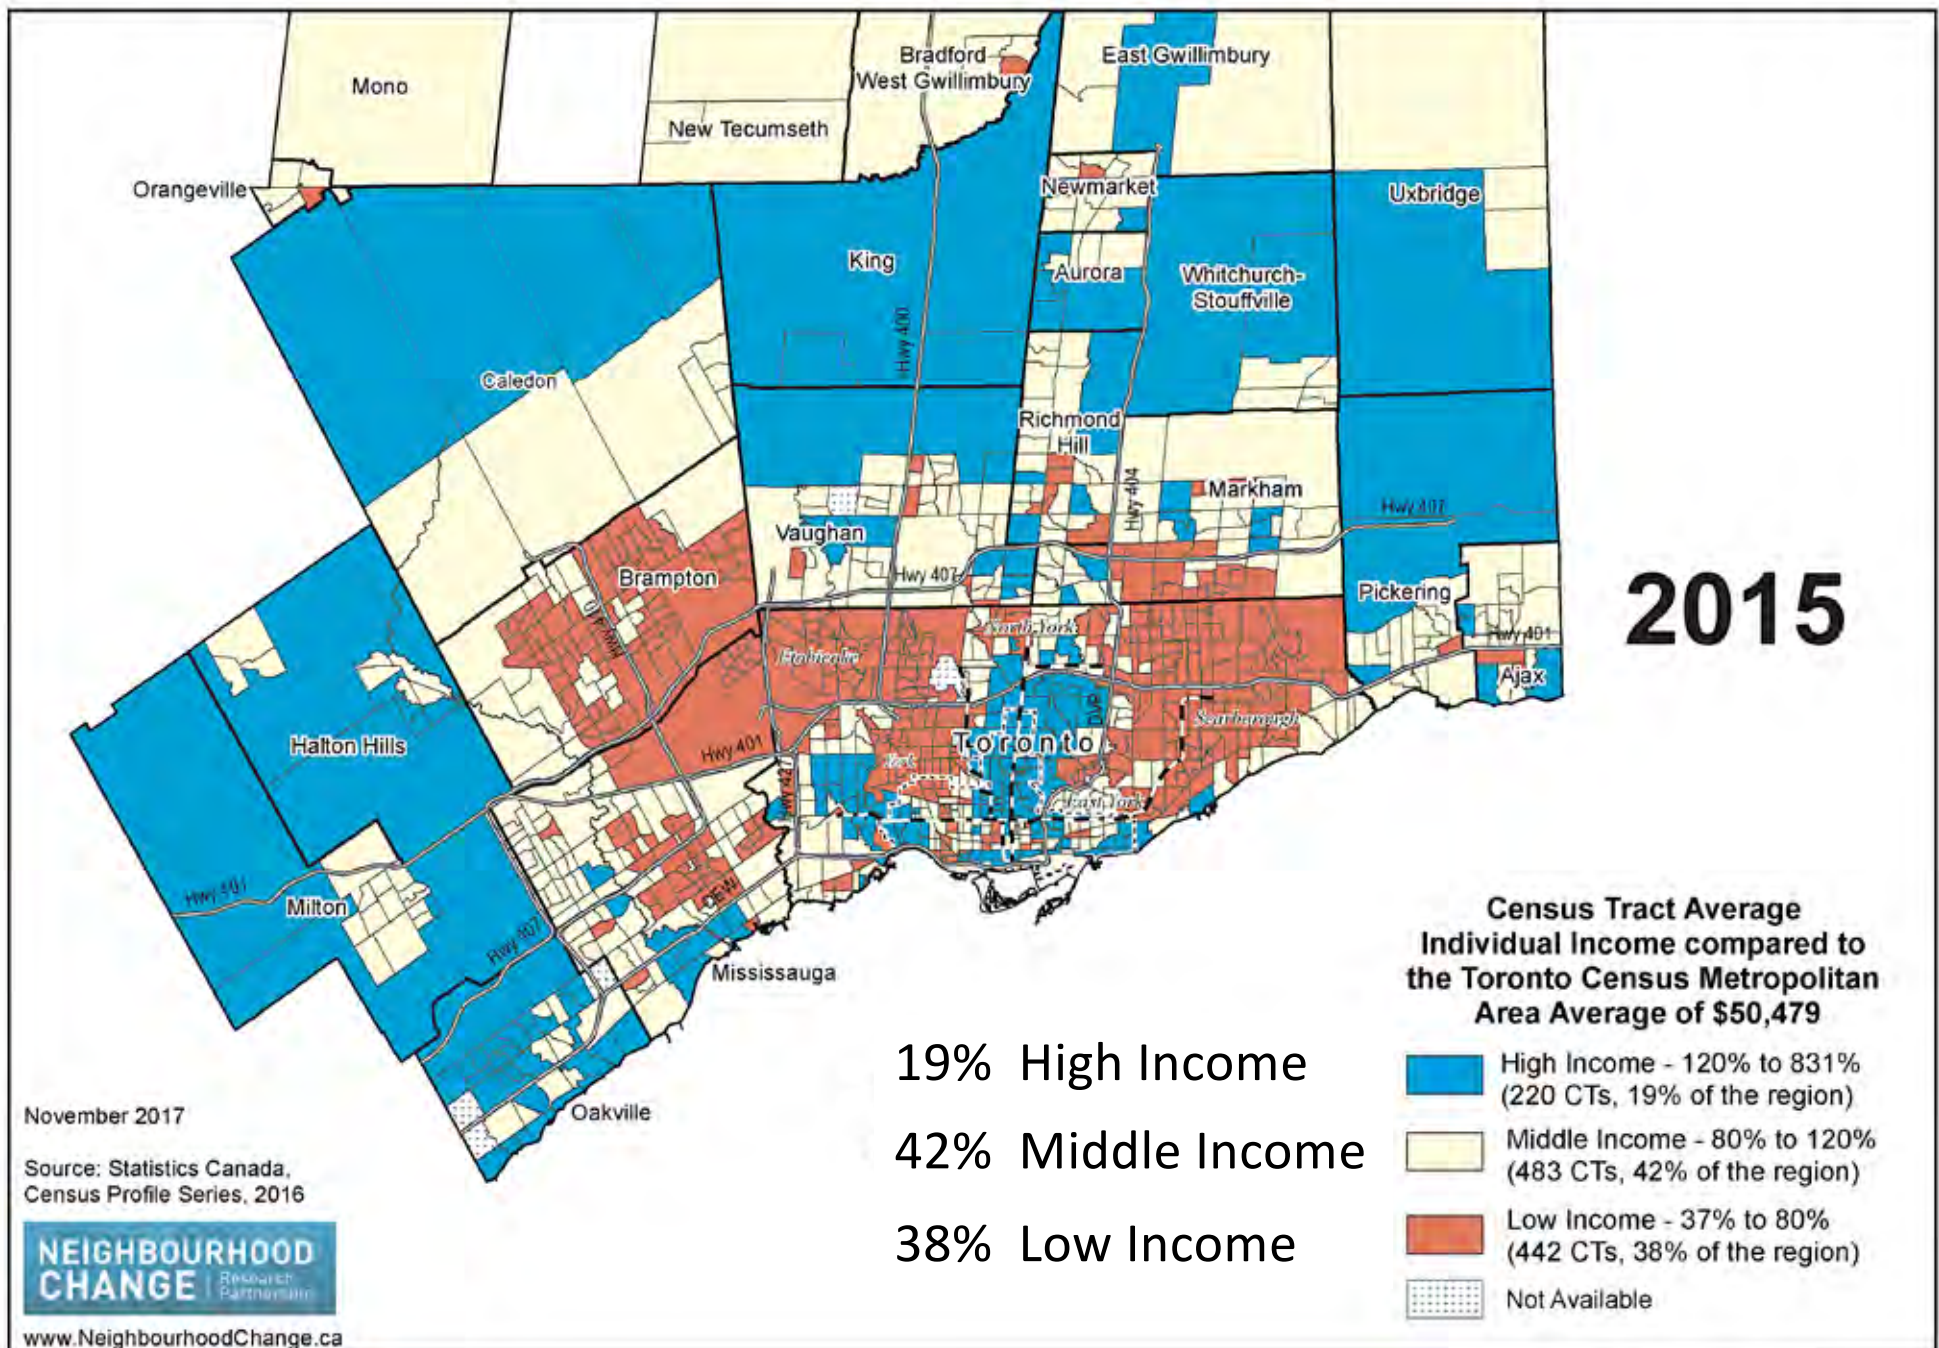 Mono
Bradford
West Gwillimbury
East Gwillimbury
New Tecumseth
Orangeville
Newmarket
Uxbridge
King
Aurora
Whitchurch-
Stouffville
Hwy 400
Caledon
Richmond
Hill
Hwy 404
Markham
Hwy 407
Vaughan
Brampton
Hwy 407
Pickering
2015
Hwy 410
North York
Hwy 401
Etobicoke
Ajax
Halton Hills
Hwy 401
DVP
Scarborough
Toronto
York
Hwy 427
East York
Hwy 401
Milton
QEW
Hwy 407
Mississauga
Oakville
Census Tract Average
Individual Income compared to
the Toronto Census Metropolitan
Area Average of $50,479
19% High Income
42% Middle Income
38% Low Income
High Income - 120% to 831%
(220 CTs, 19% of the region)
Middle Income - 80% to 120%
(483 CTs, 42% of the region)
Low Income - 37% to 80%
(442 CTs, 38% of the region)
Not Available
November 2017
Source: Statistics Canada,
Census Profile Series, 2016
NEIGHBOURHOOD
CHANGE
Research
Partnership
www.NeighbourhoodChange.ca